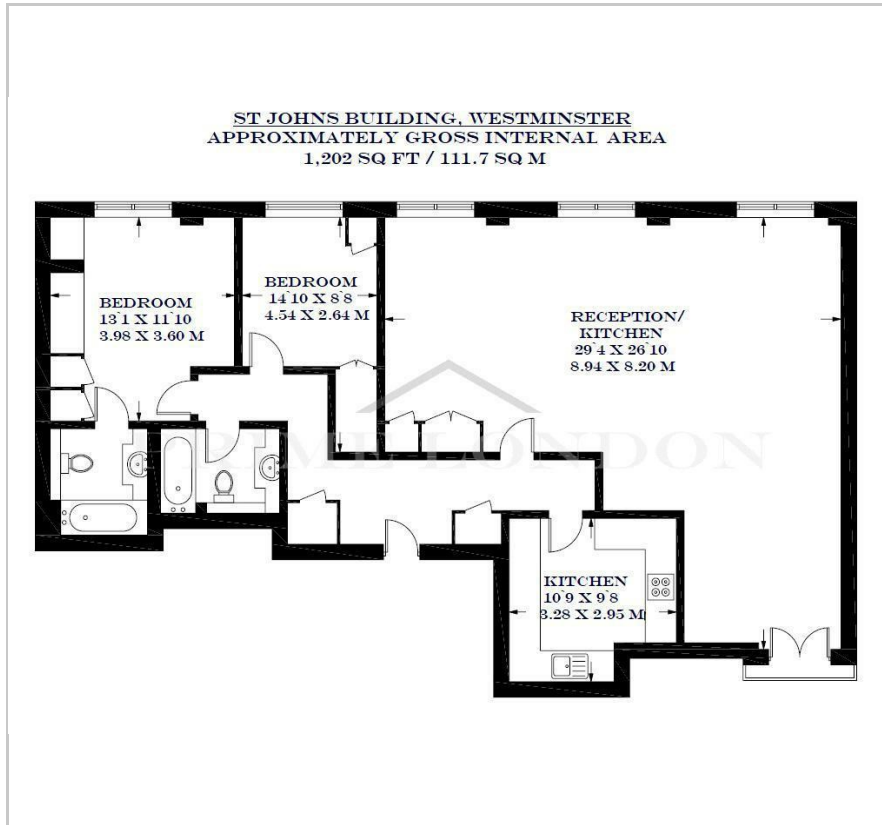 ST JOHNS BUILDING, WESTMINSTER
APPROXIMATELY GROSS INTERNAL AREA
1,202 SQ FT / 111.7 SQ M
BEDROOM
13`1 X 11`10
3.98 X 3.60 M
BEDROOM
14`10 X 8`8
4.54 X 2.64 M
RECEPTION/
KITCHEN
29`4 X 26`10
8.94 X 8.20 M
PRIME LONDON
KITCHEN
10`9 X 9`8
3.28 X 2.95 M